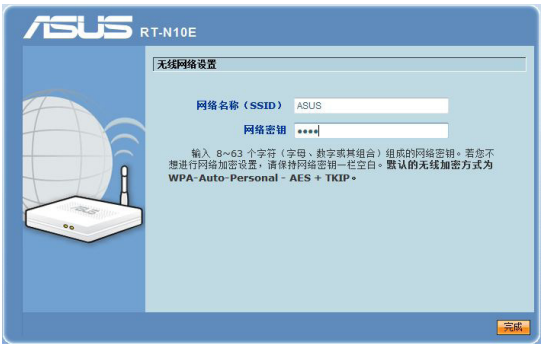 ASUS RT-N10E
无线网络设置
网络名称（SSID） ASUS
网络密钥 ••••
输入 8~63 个字符（字母、数字或其组合）组成的网络密钥。若您不
想进行网络加密设置，请保持网络密钥一栏空白。默认的无线加密方式为
WPA-Auto-Personal - AES + TKIP。
ASUS
完成